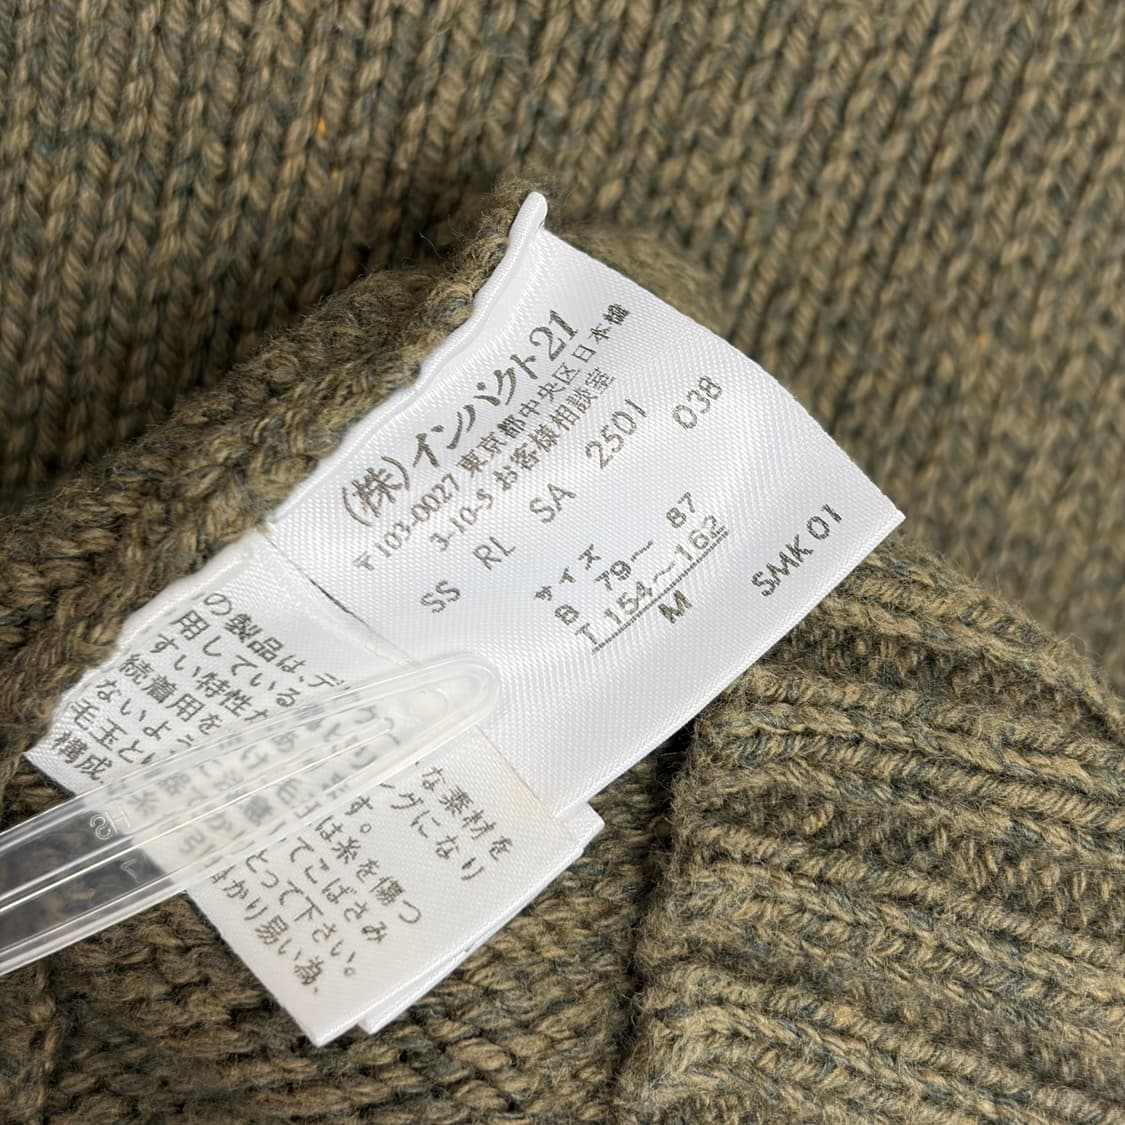 (株)インパクト21
〒103-0027 東京都中央区日本橋
3-10-5 お客様相談室
SS RL SA 2501 038
サイズ
B 79〜 87
T 154〜162
M
SMK 01
の製品は、デ な素材を
用している
すい特性が グになり
続着用を す。
ないよう は糸を傷つ
毛玉と てこばさみ
構成 とって下さい。
かり易い為、